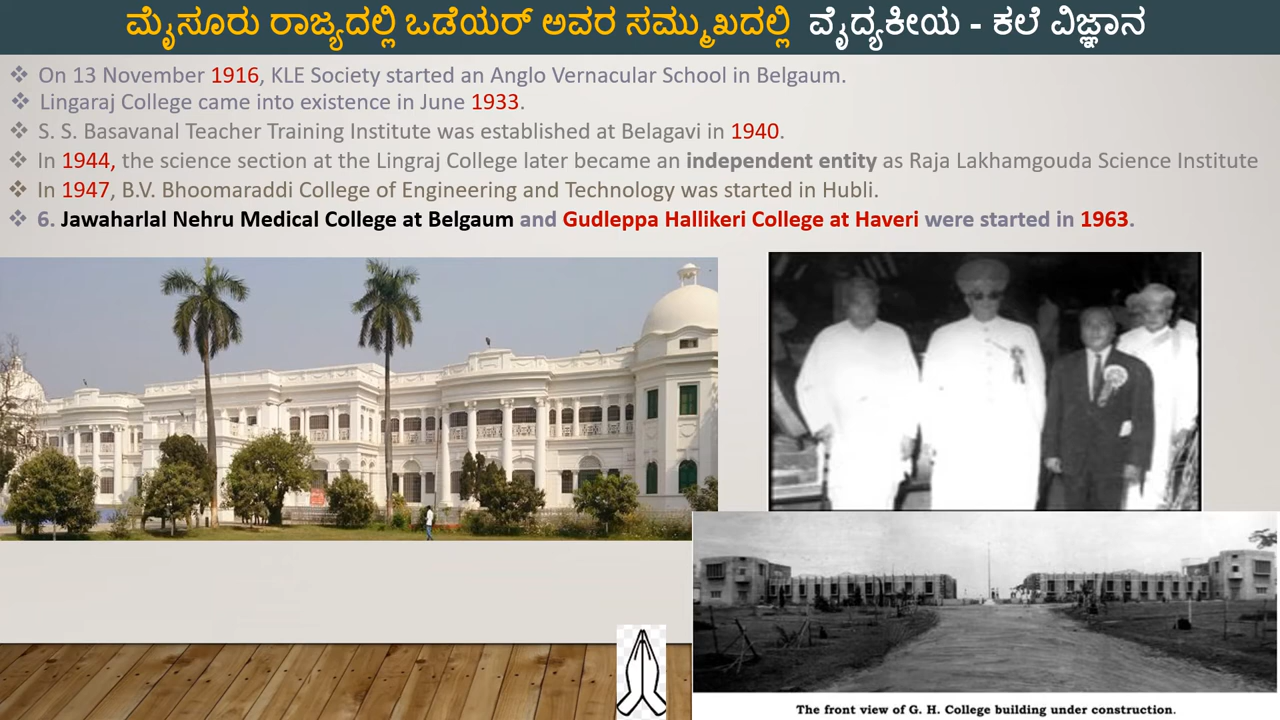 ಮೈಸೂರು ರಾಜ್ಯದಲ್ಲಿ ಒಡೆಯರ್ ಅವರ ಸಮ್ಮುಖದಲ್ಲಿ ವೈದ್ಯಕೀಯ - ಕಲೆ ವಿಜ್ಞಾನ
❖ On 13 November 1916, KLE Society started an Anglo Vernacular School in Belgaum.
❖ Lingaraj College came into existence in June 1933.
❖ S. S. Basavanal Teacher Training Institute was established at Belagavi in 1940.
❖ In 1944, the science section at the Lingraj College later became an independent entity as Raja Lakhamgouda Science Institute
❖ In 1947, B.V. Bhoomaraddi College of Engineering and Technology was started in Hubli.
❖ 6. Jawaharlal Nehru Medical College at Belgaum and Gudleppa Hallikeri College at Haveri were started in 1963.
The front view of G. H. College building under construction.